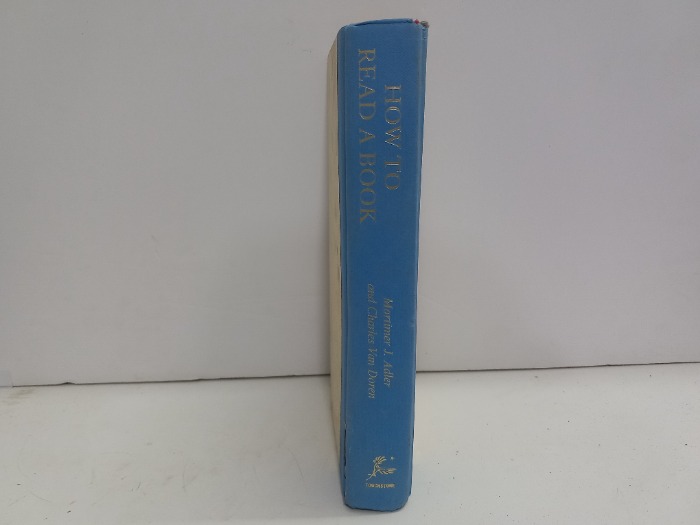 HOW TO
READ A BOOK
Mortimer J. Adler
and Charles Van Doren